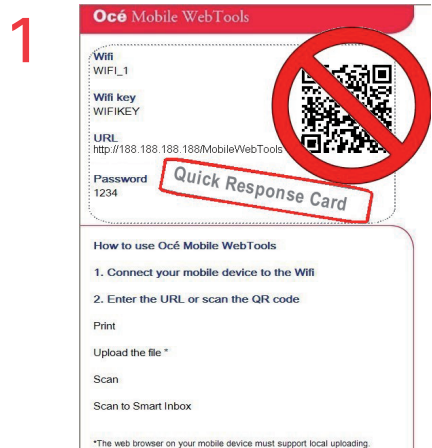 1
Océ Mobile WebTools
Wifi
WIFI_1
Wifi key
WIFIKEY
URL
http://188.188.188.188/MobileWebTools
Password
1234
Quick Response Card
How to use Océ Mobile WebTools
1. Connect your mobile device to the Wifi
2. Enter the URL or scan the QR code
Print
Upload the file *
Scan
Scan to Smart Inbox
*The web browser on your mobile device must support local uploading.